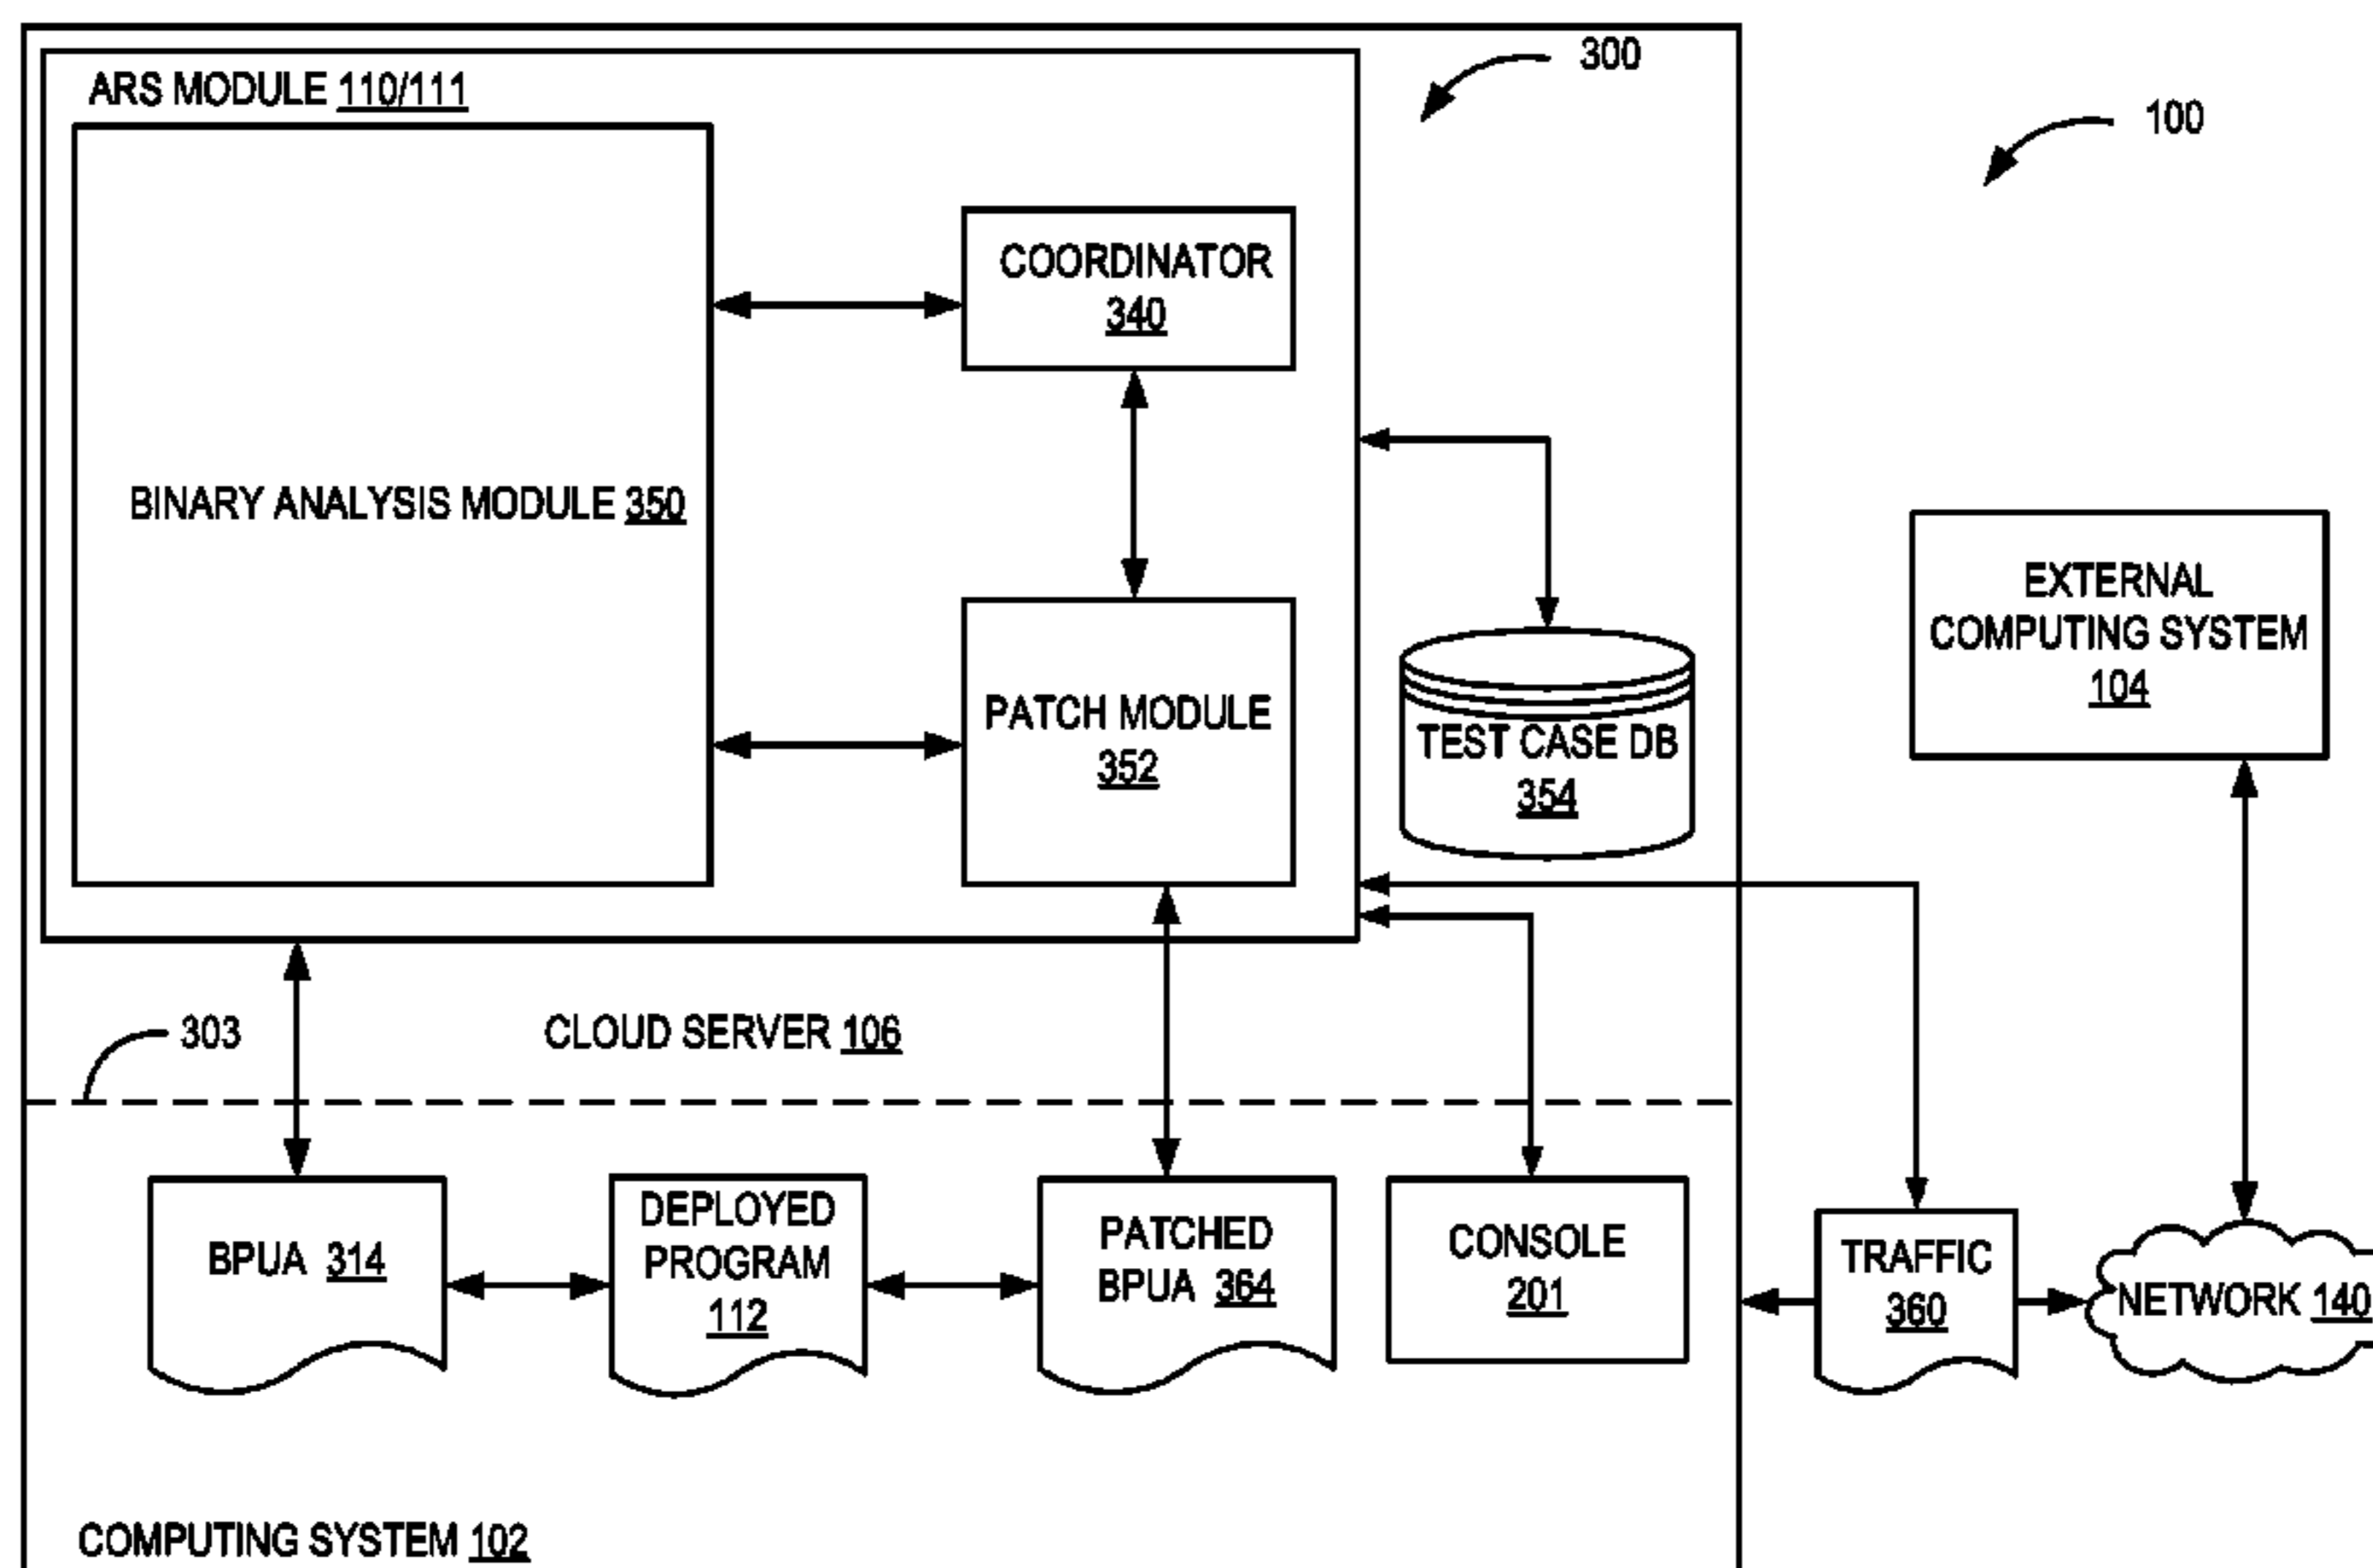 300
100
ARS MODULE 110/111
COORDINATOR
340
BINARY ANALYSIS MODULE 350
PATCH MODULE
352
TEST CASE DB
354
EXTERNAL
COMPUTING SYSTEM
104
303
CLOUD SERVER 106
BPUA 314
DEPLOYED
PROGRAM
112
PATCHED
BPUA 364
CONSOLE
201
TRAFFIC
360
NETWORK 140
COMPUTING SYSTEM 102